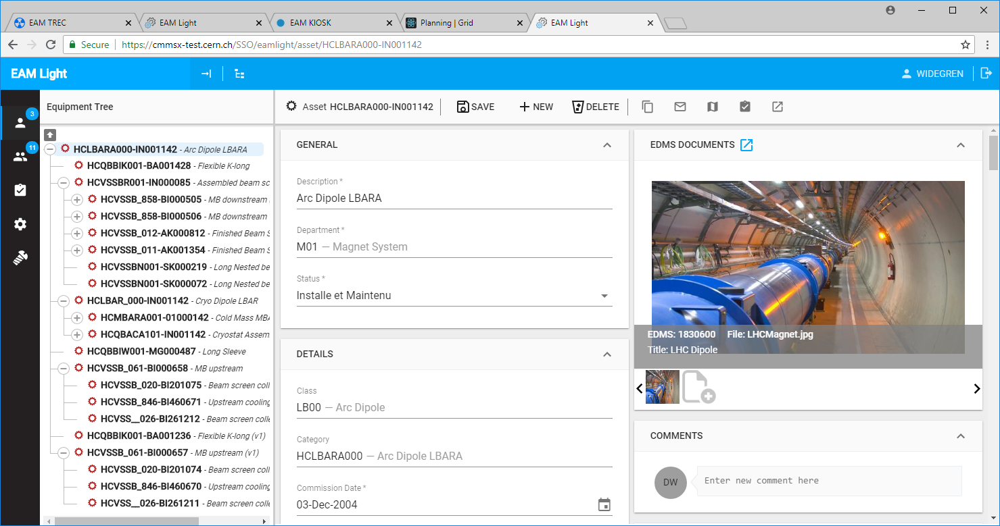 EAM TREC
EAM Light
EAM KIOSK
Planning | Grid
EAM Light
Secure
https://cmmsx-test.cern.ch/SSO/eamlight/asset/HCLBARA000-IN001142
EAM Light
WIDEGREN
3
11
Equipment Tree
HCLBARA000-IN001142 - Arc Dipole LBARA
HCQBBIK001-BA001428 - Flexible K-long
HCVSSBR001-IN000085 - Assembled beam sc
HCVSSB_858-BI000505 - MB downstream
HCVSSB_858-BI000506 - MB downstream
HCVSSB_012-AK000812 - Finished Beam S
HCVSSB_011-AK001354 - Finished Beam S
HCVSSBN001-SK000219 - Long Nested be
HCVSSBN001-SK000072 - Long Nested be
HCLBAR_000-IN001142 - Cryo Dipole LBAR
HCMBARA001-01000142 - Cold Mass MBA
HCQBACA101-IN001142 - Cryostat Assem
HCQBBIW001-MG000487 - Long Sleeve
HCVSSB_061-BI000658 - MB upstream
HCVSSB_020-BI201075 - Beam screen coll
HCVSSB_846-BI460671 - Upstream cooling
HCVSS__026-BI261212 - Beam screen colle
HCQBBIK001-BA001236 - Flexible K-long (v1)
HCVSSB_061-BI000657 - MB upstream (v1)
HCVSSB_020-BI201074 - Beam screen coll
HCVSSB_846-BI460670 - Upstream cooling
HCVSS__026-BI261211 - Beam screen colle
Asset HCLBARA000-IN001142
SAVE
NEW
DELETE
GENERAL
Description *
Arc Dipole LBARA
Department *
M01 — Magnet System
Status *
Installe et Maintenu
DETAILS
Class
LB00 — Arc Dipole
Category
HCLBARA000 — Arc Dipole LBARA
Commission Date *
03-Dec-2004
EDMS DOCUMENTS
EDMS: 1830600 File: LHCMagnet.jpg
Title: LHC Dipole
COMMENTS
DW
Enter new comment here